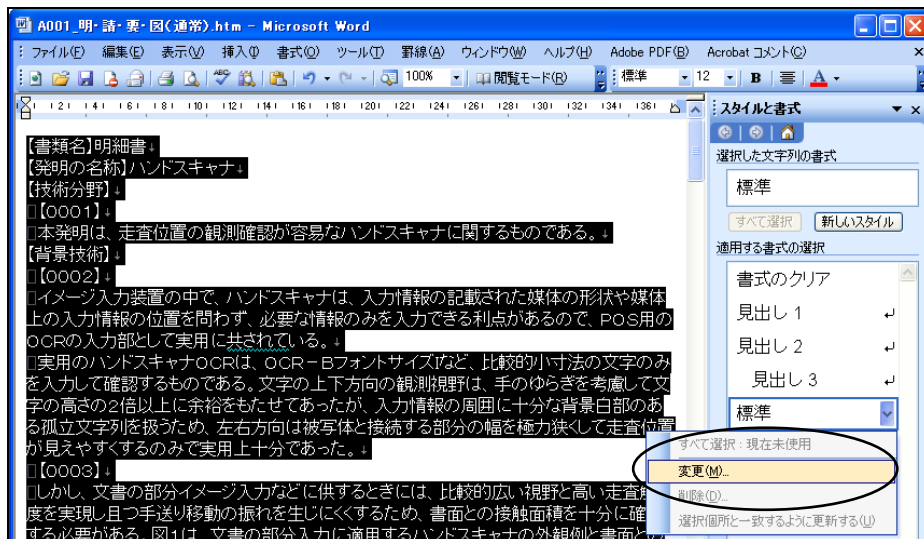 A001_明・請・要・図(通常).htm - Microsoft Word
ファイル(F) 編集(E) 表示(V) 挿入(I) 書式(O) ツール(T) 罫線(A) ウィンドウ(W) ヘルプ(H) Adobe PDF(B) Acrobat コメント(C)
100% 閲覧モード(R) 標準 12 B A
2 4 6 8 10 12 14 16 18 20 22 24 26 28 30 32 34 36
スタイルと書式
選択した文字列の書式
標準
すべて選択 新しいスタイル
適用する書式の選択
書式のクリア
見出し 1
見出し 2
見出し 3
標準
すべて選択 : 現在未使用
変更(M)...
削除(D)...
選択個所と一致するように更新する(U)
【書類名】明細書
【発明の名称】ハンドスキャナ
【技術分野】
【0001】
本発明は、走査位置の観測確認が容易なハンドスキャナに関するものである。
【背景技術】
【0002】
イメージ入力装置の中で、ハンドスキャナは、入力情報の記載された媒体の形状や媒体
上の入力情報の位置を問わず、必要な情報のみを入力できる利点があるので、POS用の
OCRの入力部として実用に共されている。
実用のハンドスキャナOCRは、OCR-Bフォントサイズなど、比較的小寸法の文字のみ
を入力して確認するものである。文字の上下方向の観測視野は、手のゆらぎを考慮して文
字の高さの2倍以上に余裕をもたせてあったが、入力情報の周囲に十分な背景白部のあ
る孤立文字列を扱うため、左右方向は被写体と接続する部分の幅を極力狭くして走査位置
が見えやすくするのみで実用上十分であった。
【0003】
しかし、文書の部分イメージ入力などに供するときには、比較的広い視野と高い走査
度を実現し且つ手送り移動の振れを生じにくくするため、書面との接触面積を十分に確
する必要がある。図1は、文書の部分入力に適用するハンドスキャナの外観例と書面との